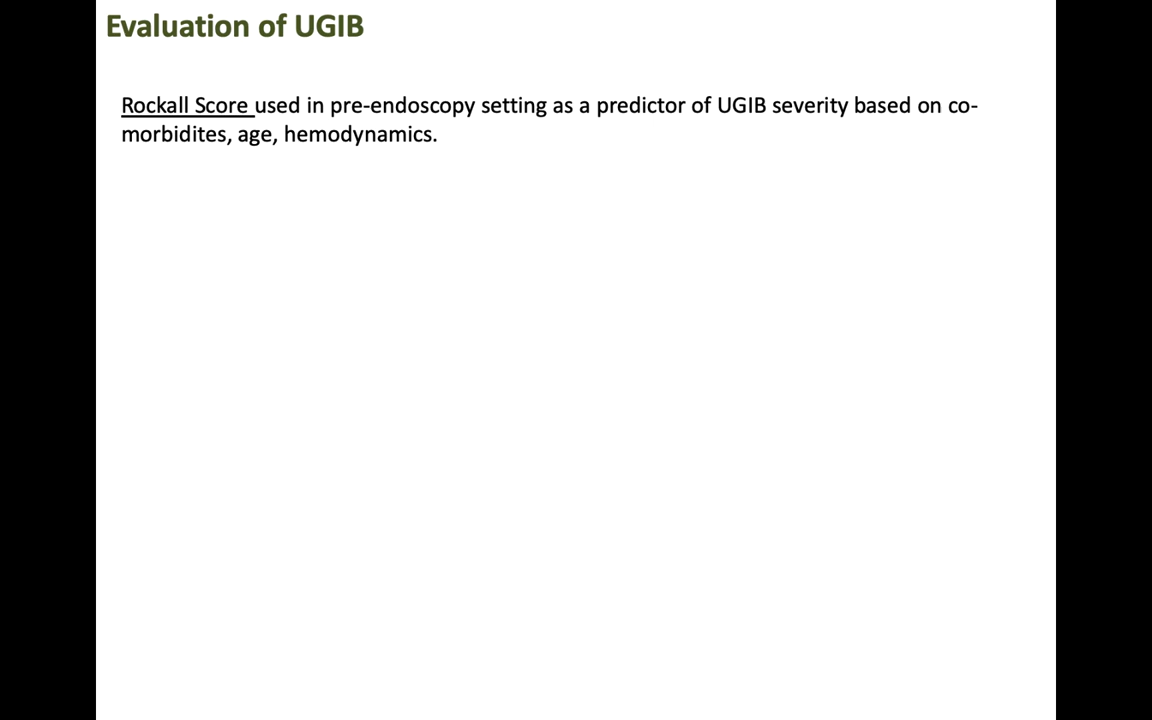 Evaluation of UGIB
Rockall Score used in pre-endoscopy setting as a predictor of UGIB severity based on co-
morbidites, age, hemodynamics.